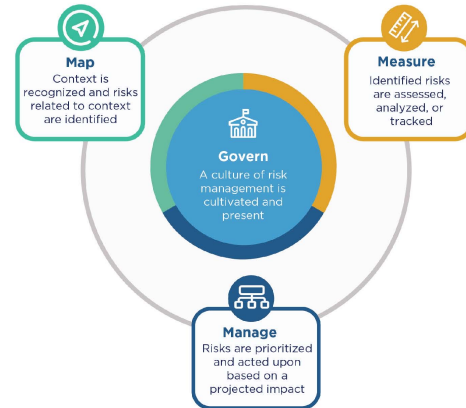 Map
Context is
recognized and risks
related to context
are identified
Measure
Identified risks
are assessed,
analyzed, or
tracked
Govern
A culture of risk
management is
cultivated and
present
Manage
Risks are prioritized
and acted upon
based on a
projected impact